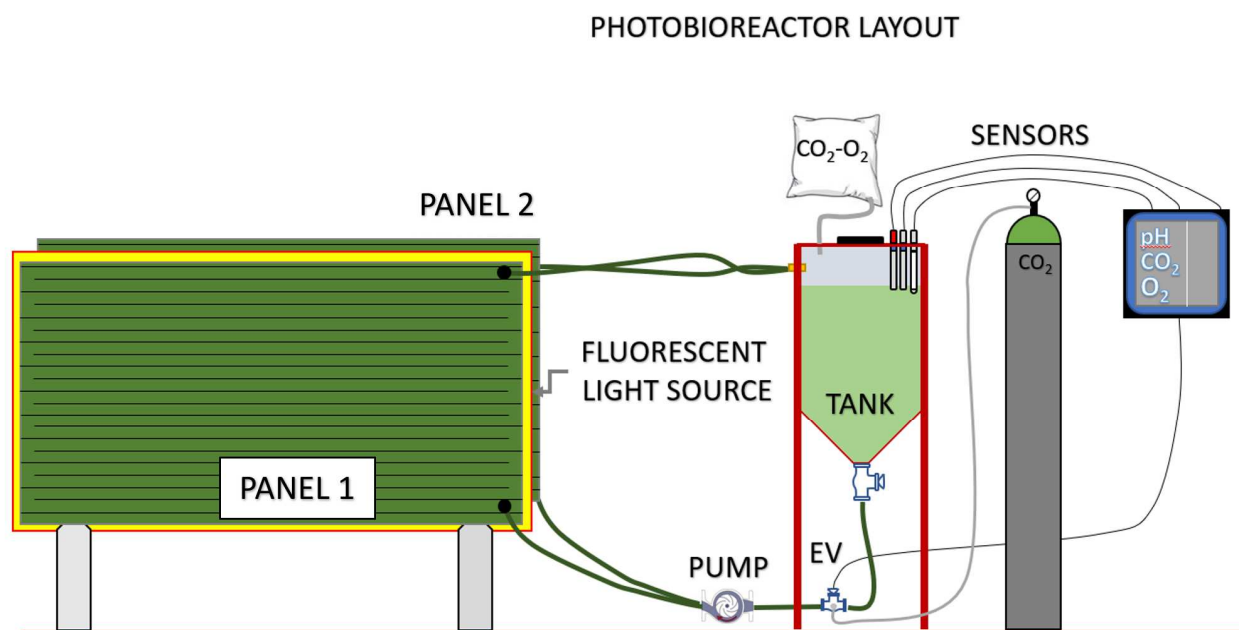 PHOTOBIOREACTOR LAYOUT
CO₂-O₂
SENSORS
PANEL 2
pH
CO₂
O₂
CO₂
FLUORESCENT
LIGHT SOURCE
TANK
PANEL 1
EV
PUMP